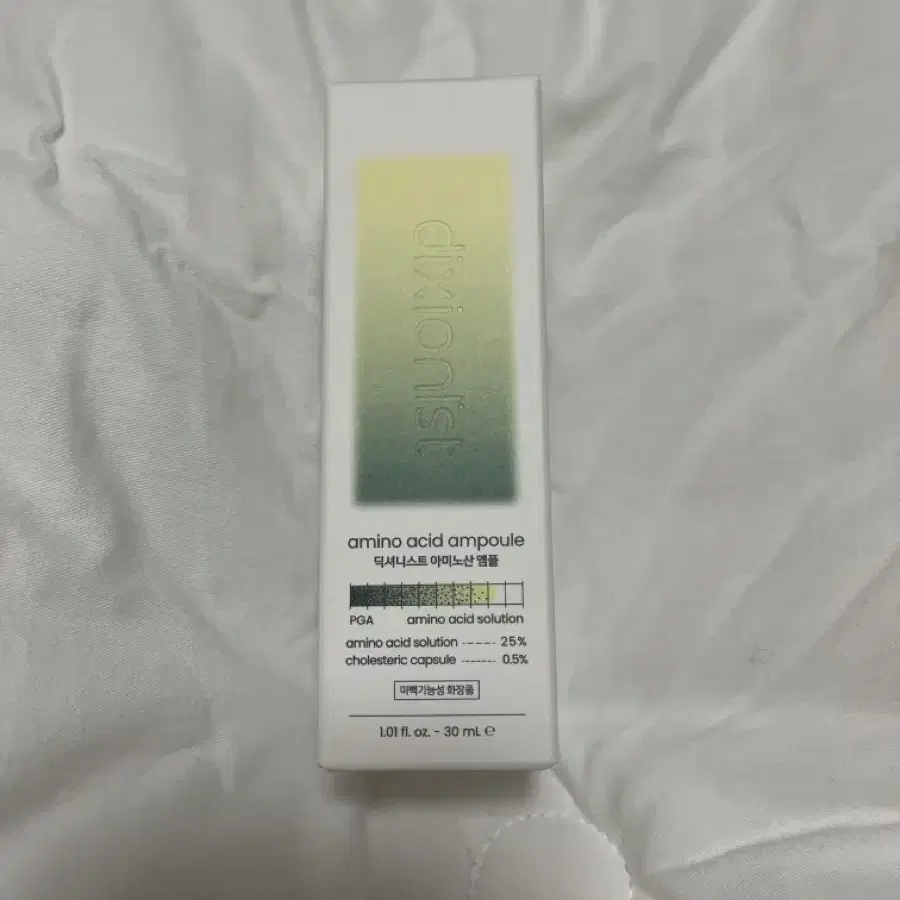 dixionist
amino acid ampoule
딕셔니스트 아미노산 앰플
PGA amino acid solution
amino acid solution ----- 25%
cholesteric capsule ------- 0.5%
미백기능성 화장품
1.01 fl. oz. - 30 mL ℮